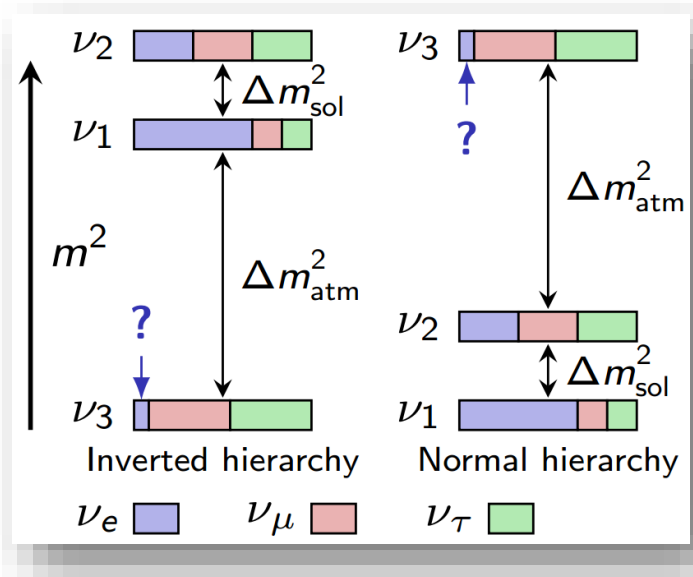 ν₂
Δm²sol
ν₁
m²
Δm²atm
?
ν₃
Inverted hierarchy
ν₃
?
Δm²atm
ν₂
Δm²sol
ν₁
Normal hierarchy
νₑ
νμ
ντ